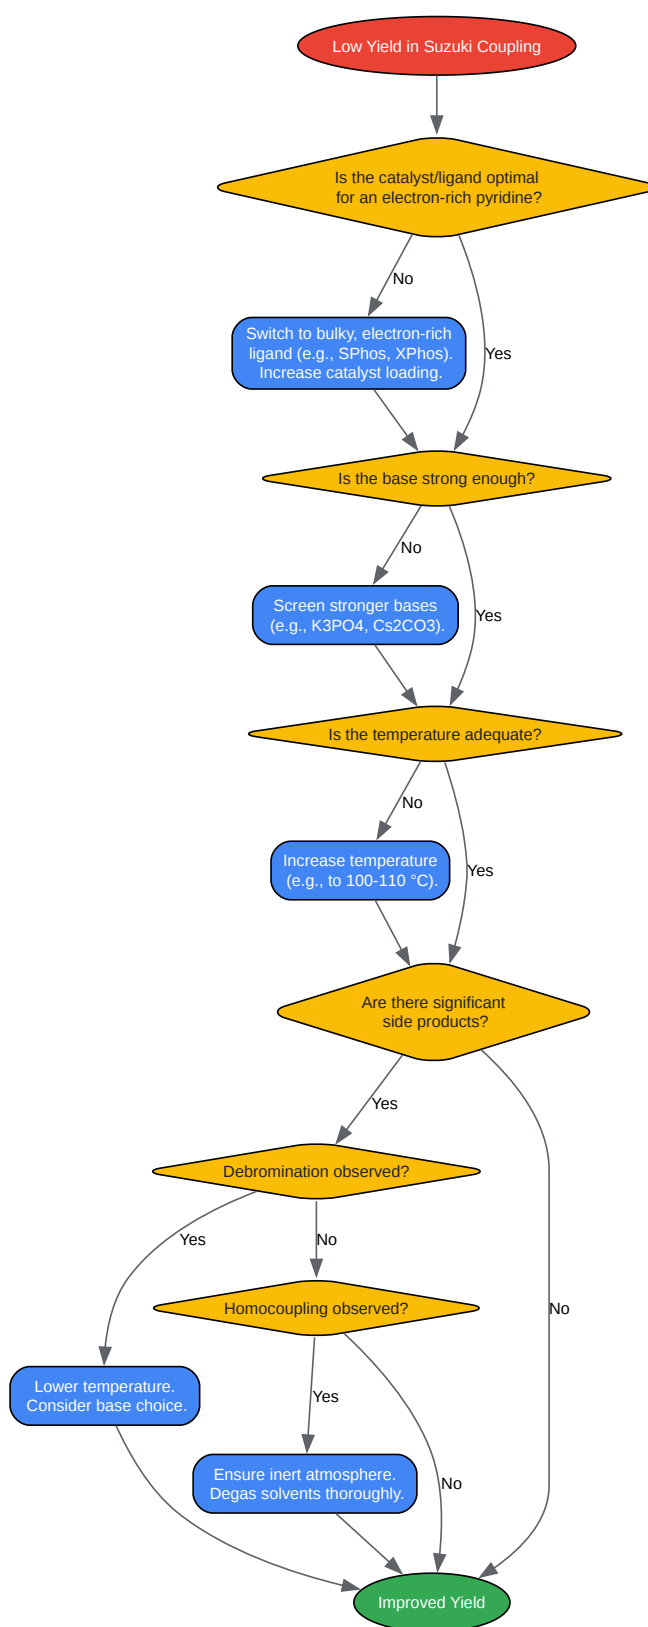 Low Yield in Suzuki Coupling
Is the catalyst/ligand optimal
for an electron-rich pyridine?
No
Yes
Switch to bulky, electron-rich
ligand (e.g., SPhos, XPhos).
Increase catalyst loading.
Is the base strong enough?
No
Yes
Screen stronger bases
(e.g., K3PO4, Cs2CO3).
Is the temperature adequate?
No
Yes
Increase temperature
(e.g., to 100-110 °C).
Are there significant
side products?
Yes
No
Debromination observed?
Yes
No
Homocoupling observed?
Yes
No
Lower temperature.
Consider base choice.
Ensure inert atmosphere.
Degas solvents thoroughly.
Improved Yield